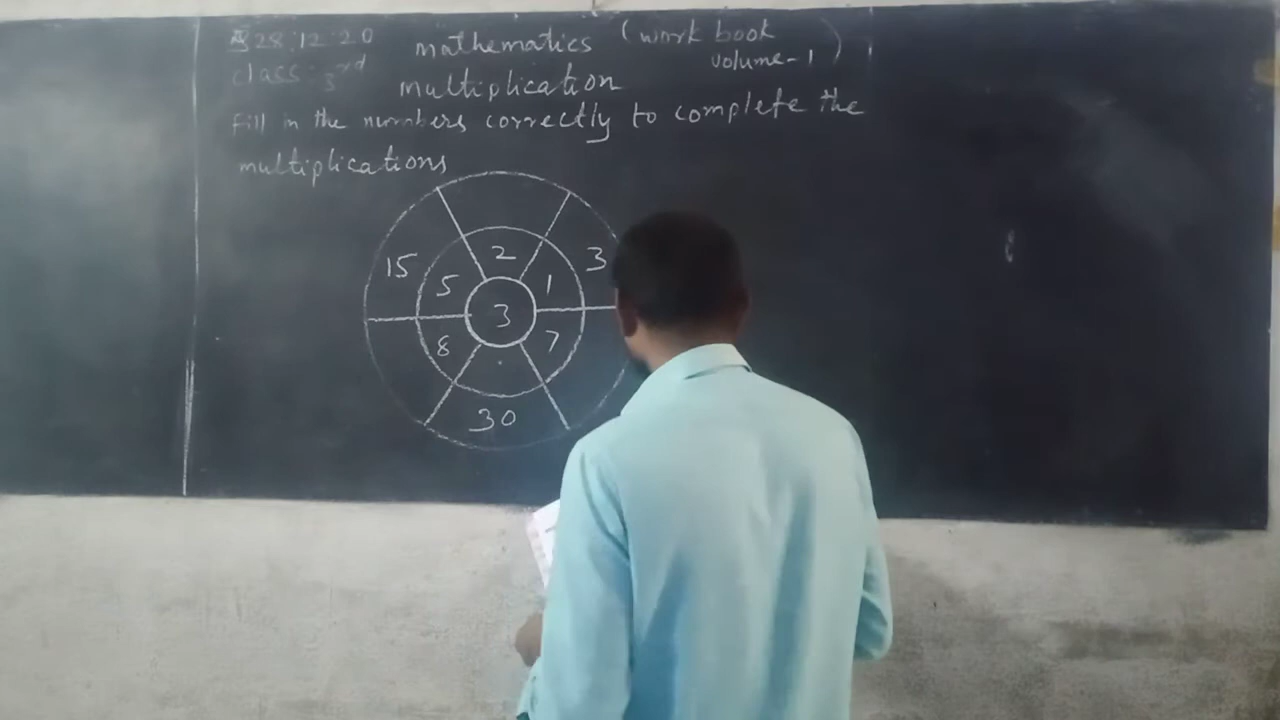 28.12.20 mathematics (work book
class: 3rd volume-1)
multiplication
Fill in the numbers correctly to complete the
multiplications
2
15 5 1 3
3
8 7
30